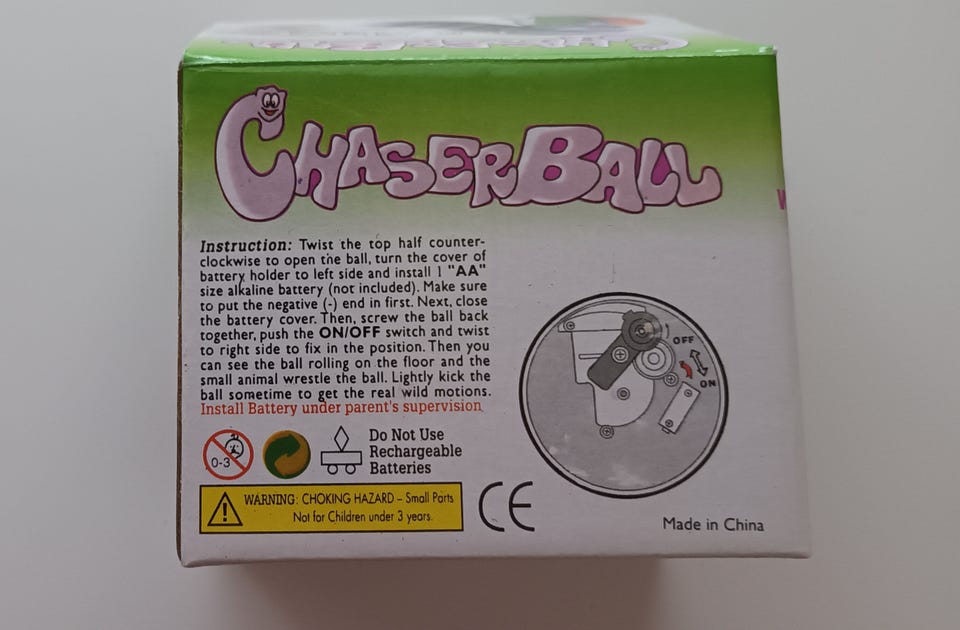 CHASERBALL
Instruction: Twist the top half counter-
clockwise to open the ball, turn the cover of
battery holder to left side and install 1 "AA"
size alkaline battery (not included). Make sure
to put the negative (-) end in first. Next, close
the battery cover. Then, screw the ball back
together, push the ON/OFF switch and twist
to right side to fix in the position. Then you
can see the ball rolling on the floor and the
small animal wrestle the ball. Lightly kick the
ball sometime to get the real wild motions.
Install Battery under parent's supervision
OFF
ON
0-3
Do Not Use
Rechargeable
Batteries
WARNING: CHOKING HAZARD – Small Parts
Not for Children under 3 years.
CE
Made in China